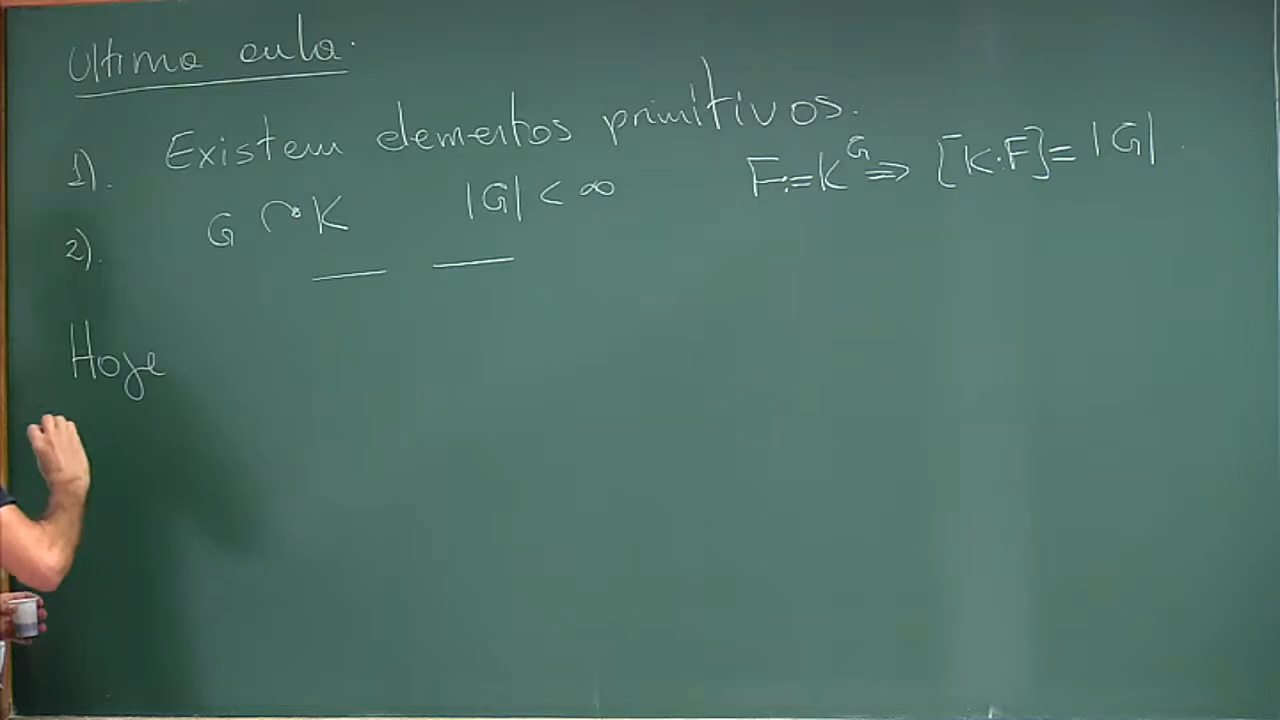 Ultima aula.
1). Existem elementos primitivos.
2). G ↷ K |G| < ∞ F:=K^G ⇒ [K:F]=|G|.
Hoje